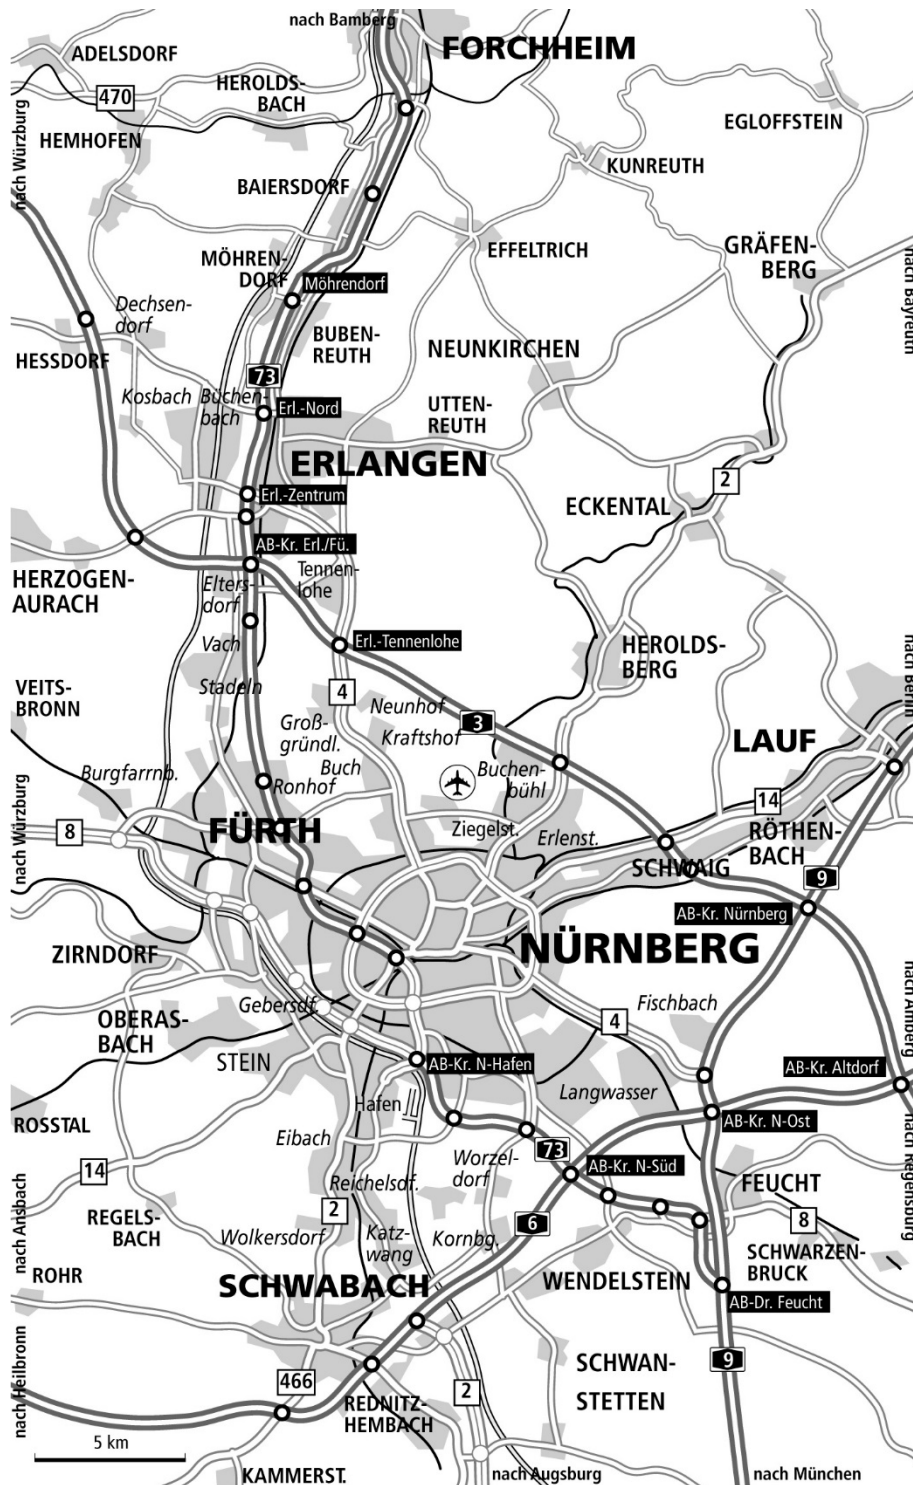 nach Bamberg
FORCHHEIM
ADELSDORF
HEROLDS-
BACH
470
EGLOFFSTEIN
HEMHOFEN
KUNREUTH
nach Würzburg
BAIERSDORF
EFFELTRICH
GRÄFEN-
BERG
nach Bayreuth
MÖHREN-
DORF
Möhrendorf
Dechsen-
dorf
BUBEN-
REUTH
NEUNKIRCHEN
HESSDORF
73
Kosbach
Büchen-
bach
Erl.-Nord
UTTEN-
REUTH
ERLANGEN
2
Erl.-Zentrum
ECKENTAL
AB-Kr. Erl./Fü.
HERZOGEN-
AURACH
Elters-
dorf
Tennen-
lohe
Vach
Erl.-Tennenlohe
HEROLDS-
BERG
nach Berlin
VEITS-
BRONN
Stadeln
4
Neunhof
Kraftshof
3
Groß-
gründl.
LAUF
Burgfarrnb.
Buch
Ronhof
Buchen-
bühl
14
nach Würzburg
8
FÜRTH
Ziegelst.
Erlenst.
RÖTHEN-
BACH
SCHWAIG
9
AB-Kr. Nürnberg
ZIRNDORF
NÜRNBERG
nach Amberg
Gebersdf.
Fischbach
OBERAS-
BACH
4
STEIN
AB-Kr. N-Hafen
AB-Kr. Altdorf
Langwasser
Hafen
ROSSTAL
AB-Kr. N-Ost
Eibach
73
14
Worzel-
dorf
AB-Kr. N-Süd
nach Regensburg
Reichelsdf.
FEUCHT
nach Ansbach
REGELS-
BACH
2
6
8
Wolkersdorf
Katz-
wang
Kornbg.
SCHWARZEN-
BRUCK
ROHR
SCHWABACH
WENDELSTEIN
AB-Dr. Feucht
nach Heilbronn
9
SCHWAN-
STETTEN
466
2
REDNITZ-
HEMBACH
5 km
KAMMERST.
nach Augsburg
nach München